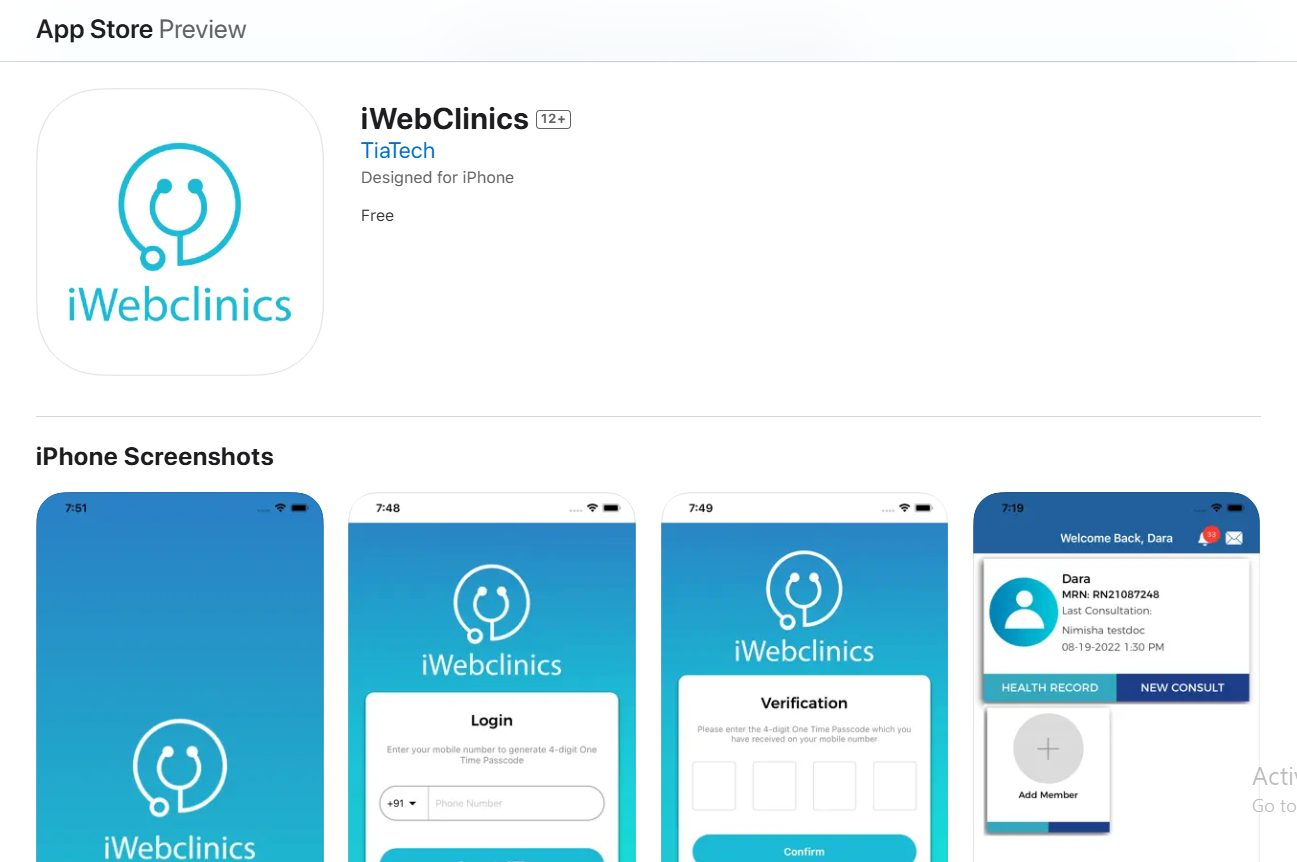 App Store Preview
iWebclinics
iWebClinics 12+
TiaTech
Designed for iPhone
Free
iPhone Screenshots
7:51
iWebclinics
7:48
iWebclinics
Login
Enter your mobile number to generate 4-digit One
Time Passcode
+91 Phone Number
7:49
iWebclinics
Verification
Please enter the 4-digit One Time Passcode which you
have received on your mobile number
Confirm
7:19
Welcome Back, Dara 33
Dara
MRN: RN21087248
Last Consultation:
Nimisha testdoc
08-19-2022 1:30 PM
HEALTH RECORD NEW CONSULT
Add Member
Go to